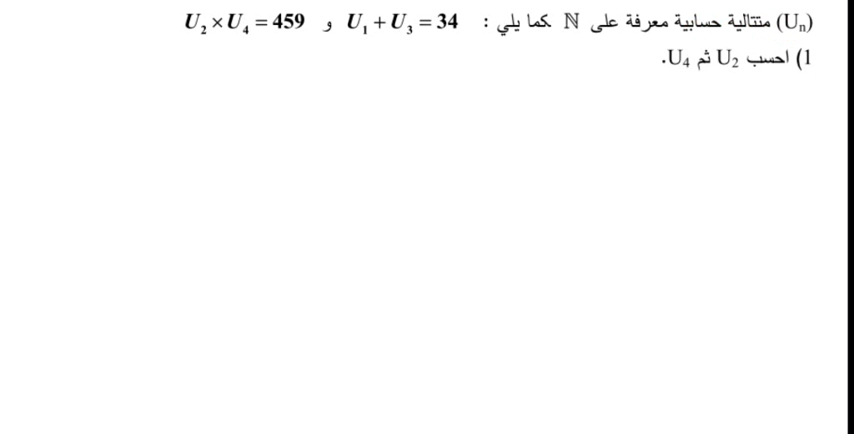 (Uₙ) متتالية حسابية معرفة على ℕ كما يلي : U₁ + U₃ = 34 و U₂ × U₄ = 459
1) احسب U₂ ثم U₄.